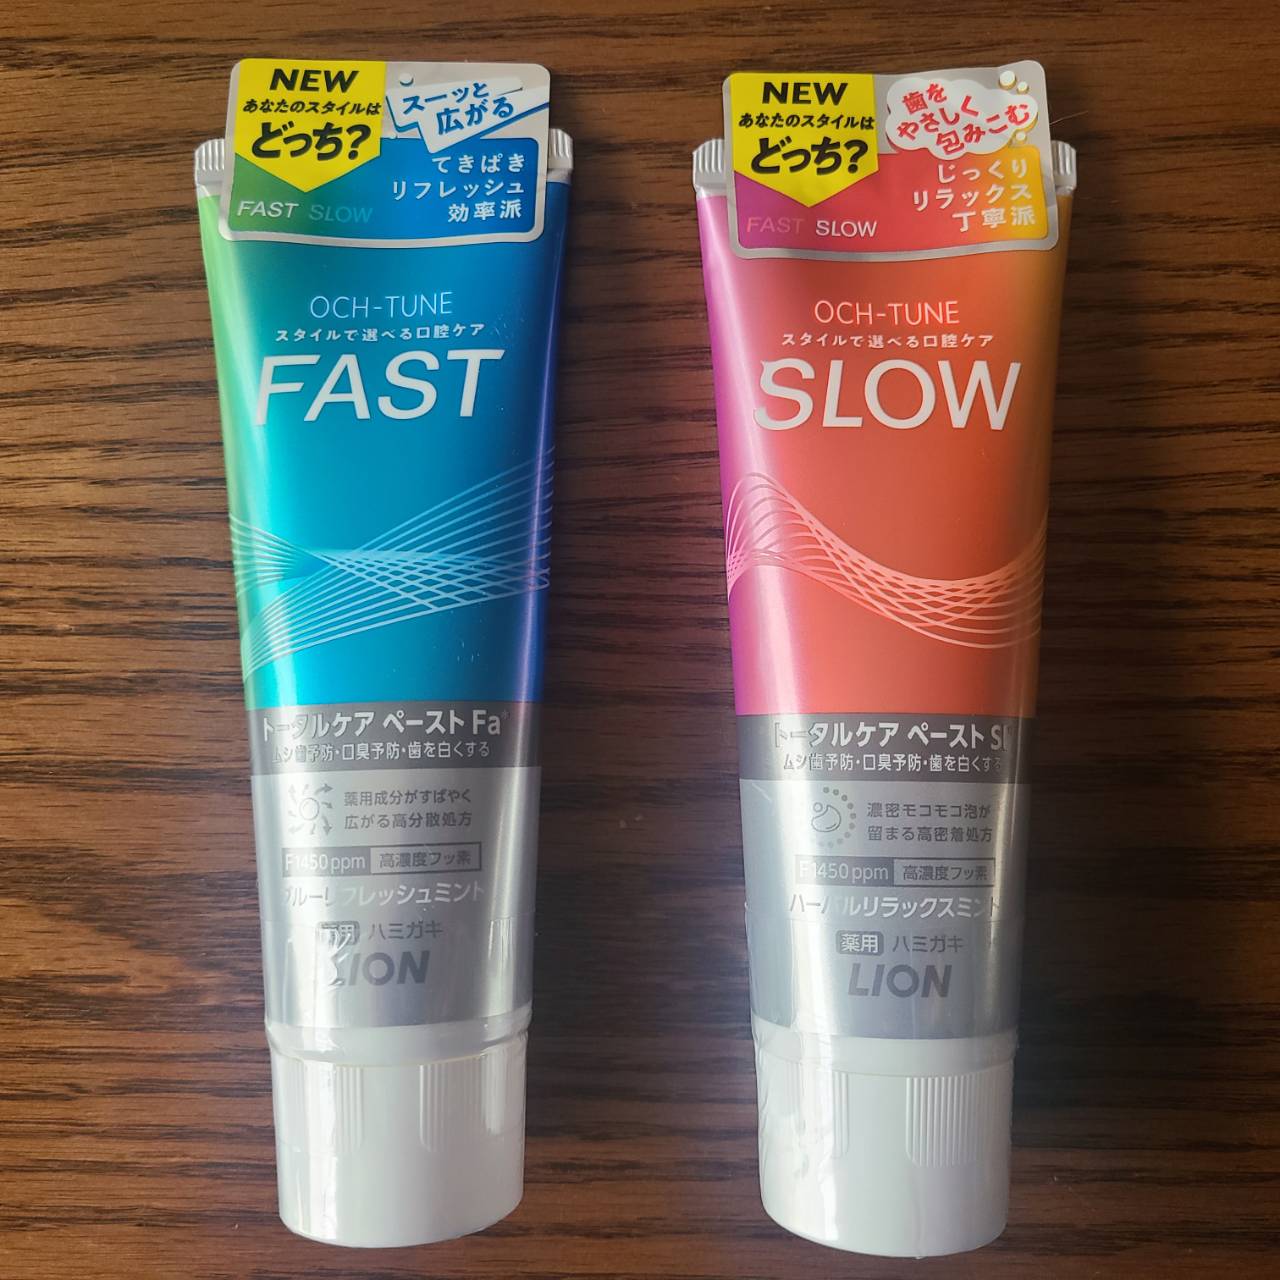 NEW
あなたのスタイルは
どっち?
FAST SLOW
スーッと
広がる
てきぱき
リフレッシュ
効率派
OCH-TUNE
スタイルで選べる口腔ケア
FAST
トータルケア ペースト Fa*
ムシ歯予防・口臭予防・歯を白くする
薬用成分がすばやく
広がる高分散処方
F1450ppm 高濃度フッ素
ブルーリフレッシュミント
薬用 ハミガキ
LION
NEW
あなたのスタイルは
どっち?
FAST SLOW
歯を
やさしく
包みこむ
じっくり
リラックス
丁寧派
OCH-TUNE
スタイルで選べる口腔ケア
SLOW
トータルケア ペースト Sl
ムシ歯予防・口臭予防・歯を白くする
濃密モコモコ泡が
留まる高密着処方
F1450ppm 高濃度フッ素
ハーバルリラックスミント
薬用 ハミガキ
LION